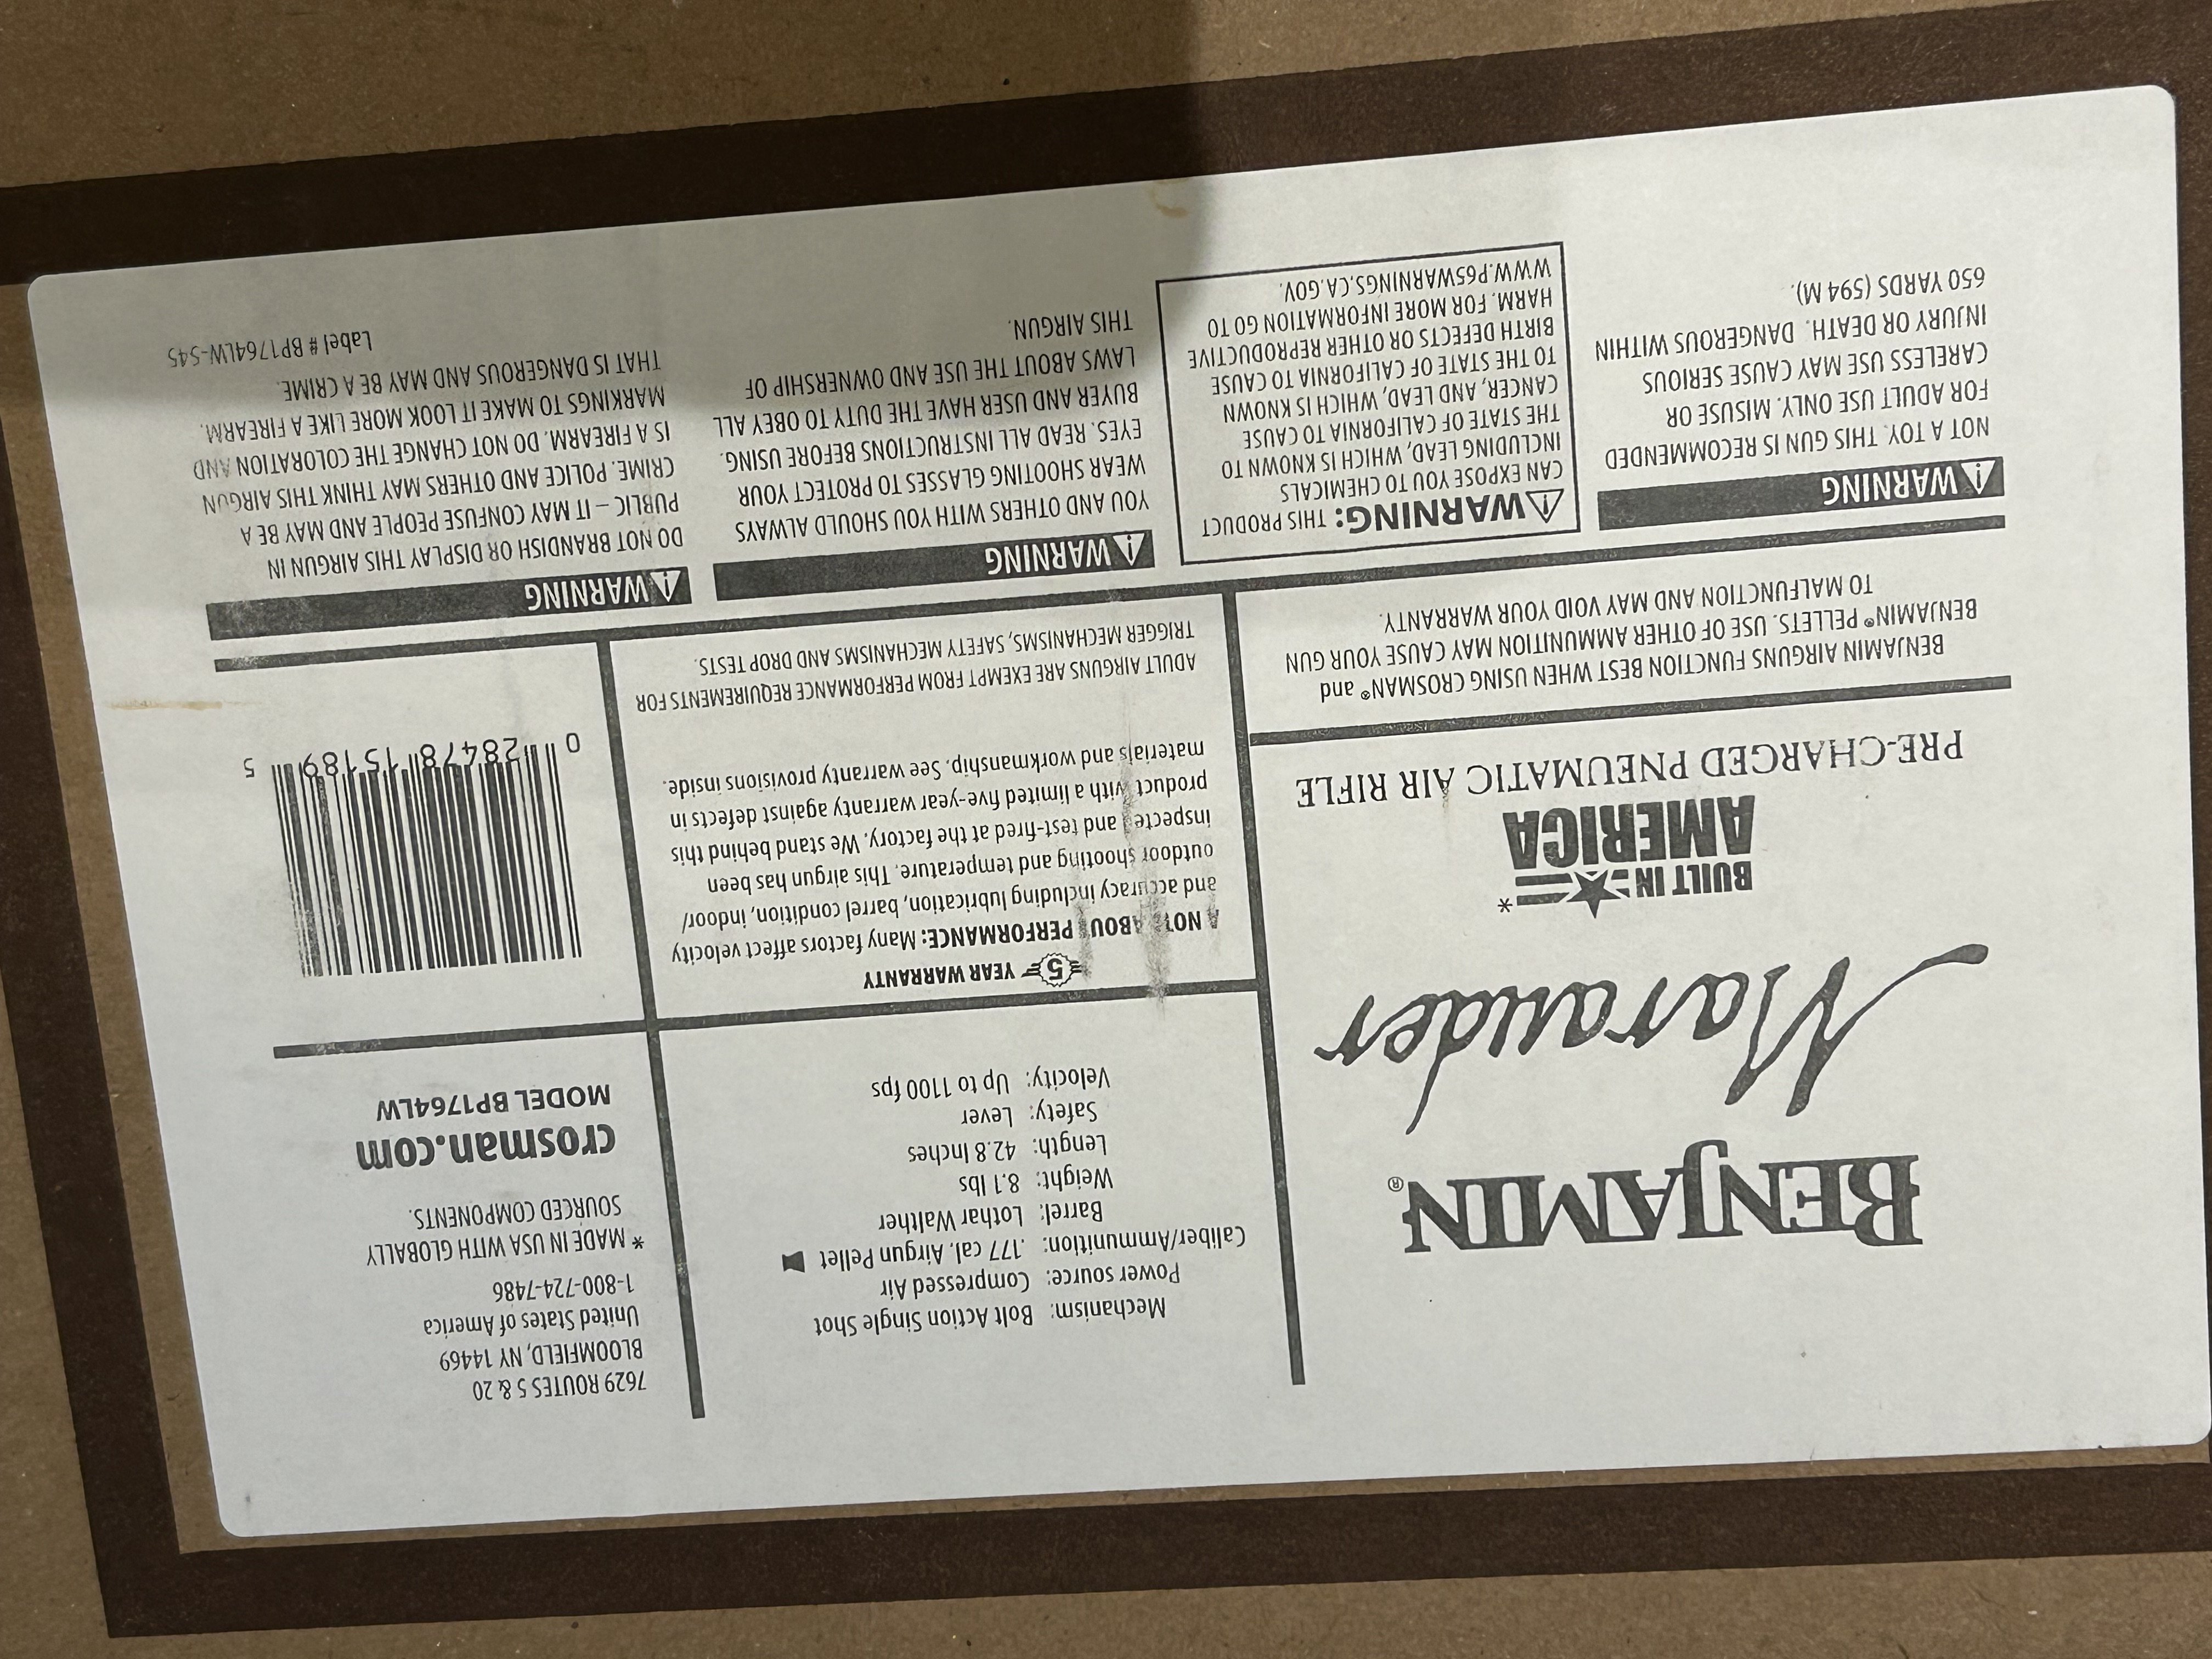 BENJAMIN®
Marauder
BUILT IN
AMERICA
*
PRE-CHARGED PNEUMATIC AIR RIFLE
BENJAMIN AIRGUNS FUNCTION BEST WHEN USING CROSMAN® and
BENJAMIN® PELLETS. USE OF OTHER AMMUNITION MAY CAUSE YOUR GUN
TO MALFUNCTION AND MAY VOID YOUR WARRANTY.
Mechanism: Bolt Action Single Shot
Power source: Compressed Air
Caliber/Ammunition: .177 cal. Airgun Pellet
Barrel: Lothar Walther
Weight: 8.1 lbs
Length: 42.8 Inches
Safety: Lever
Velocity: Up to 1100 fps
5 YEAR WARRANTY
A NOTE ABOUT PERFORMANCE: Many factors affect velocity
and accuracy including lubrication, barrel condition, indoor/
outdoor shooting and temperature. This airgun has been
inspected and test-fired at the factory. We stand behind this
product with a limited five-year warranty against defects in
materials and workmanship. See warranty provisions inside.
ADULT AIRGUNS ARE EXEMPT FROM PERFORMANCE REQUIREMENTS FOR
TRIGGER MECHANISMS, SAFETY MECHANISMS AND DROP TESTS.
7629 ROUTES 5 & 20
BLOOMFIELD, NY 14469
United States of America
1-800-724-7486
* MADE IN USA WITH GLOBALLY
SOURCED COMPONENTS.
crosman.com
MODEL BP1764LW
0 28478 15189 5
WARNING
NOT A TOY. THIS GUN IS RECOMMENDED
FOR ADULT USE ONLY. MISUSE OR
CARELESS USE MAY CAUSE SERIOUS
INJURY OR DEATH. DANGEROUS WITHIN
650 YARDS (594 M).
WARNING: THIS PRODUCT
CAN EXPOSE YOU TO CHEMICALS
INCLUDING LEAD, WHICH IS KNOWN TO
THE STATE OF CALIFORNIA TO CAUSE
CANCER, AND LEAD, WHICH IS KNOWN
TO THE STATE OF CALIFORNIA TO CAUSE
BIRTH DEFECTS OR OTHER REPRODUCTIVE
HARM. FOR MORE INFORMATION GO TO
WWW.P65WARNINGS.CA.GOV.
WARNING
YOU AND OTHERS WITH YOU SHOULD ALWAYS
WEAR SHOOTING GLASSES TO PROTECT YOUR
EYES. READ ALL INSTRUCTIONS BEFORE USING.
BUYER AND USER HAVE THE DUTY TO OBEY ALL
LAWS ABOUT THE USE AND OWNERSHIP OF
THIS AIRGUN.
WARNING
DO NOT BRANDISH OR DISPLAY THIS AIRGUN IN
PUBLIC – IT MAY CONFUSE PEOPLE AND MAY BE A
CRIME. POLICE AND OTHERS MAY THINK THIS AIRGUN
IS A FIREARM. DO NOT CHANGE THE COLORATION AND
MARKINGS TO MAKE IT LOOK MORE LIKE A FIREARM.
THAT IS DANGEROUS AND MAY BE A CRIME.
Label # BP1764LW-S45